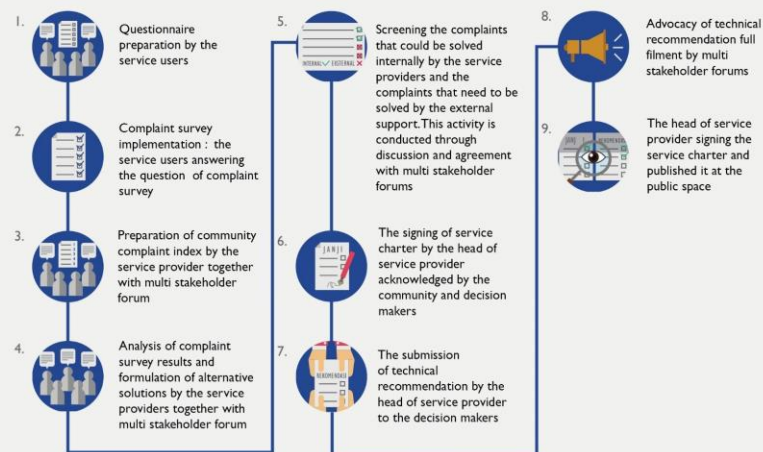 1.
Questionnaire
preparation by the
service users
2.
Complaint survey
implementation : the
service users answering
the question of complaint
survey
3.
Preparation of community
complaint index by the
service provider together
with multi stakeholder
forum
4.
Analysis of complaint
survey results and
formulation of alternative
solutions by the service
providers together with
multi stakeholder forum
5.
INTERNAL EXSTERNAL
Screening the complaints
that could be solved
internally by the service
providers and the
complaints that need to be
solved by the external
support. This activity is
conducted through
discussion and agreement
with multi stakeholder
forums
6.
JANJI
The signing of service
charter by the head of
service provider
acknowledged by the
community and decision
makers
7.
REKOMENDASI
The submission
of technical
recommendation by the
head of service provider
to the decision makers
8.
Advocacy of technical
recommendation full
filment by multi
stakeholder forums
9.
The head of service
provider signing the
service charter and
published it at the
public space